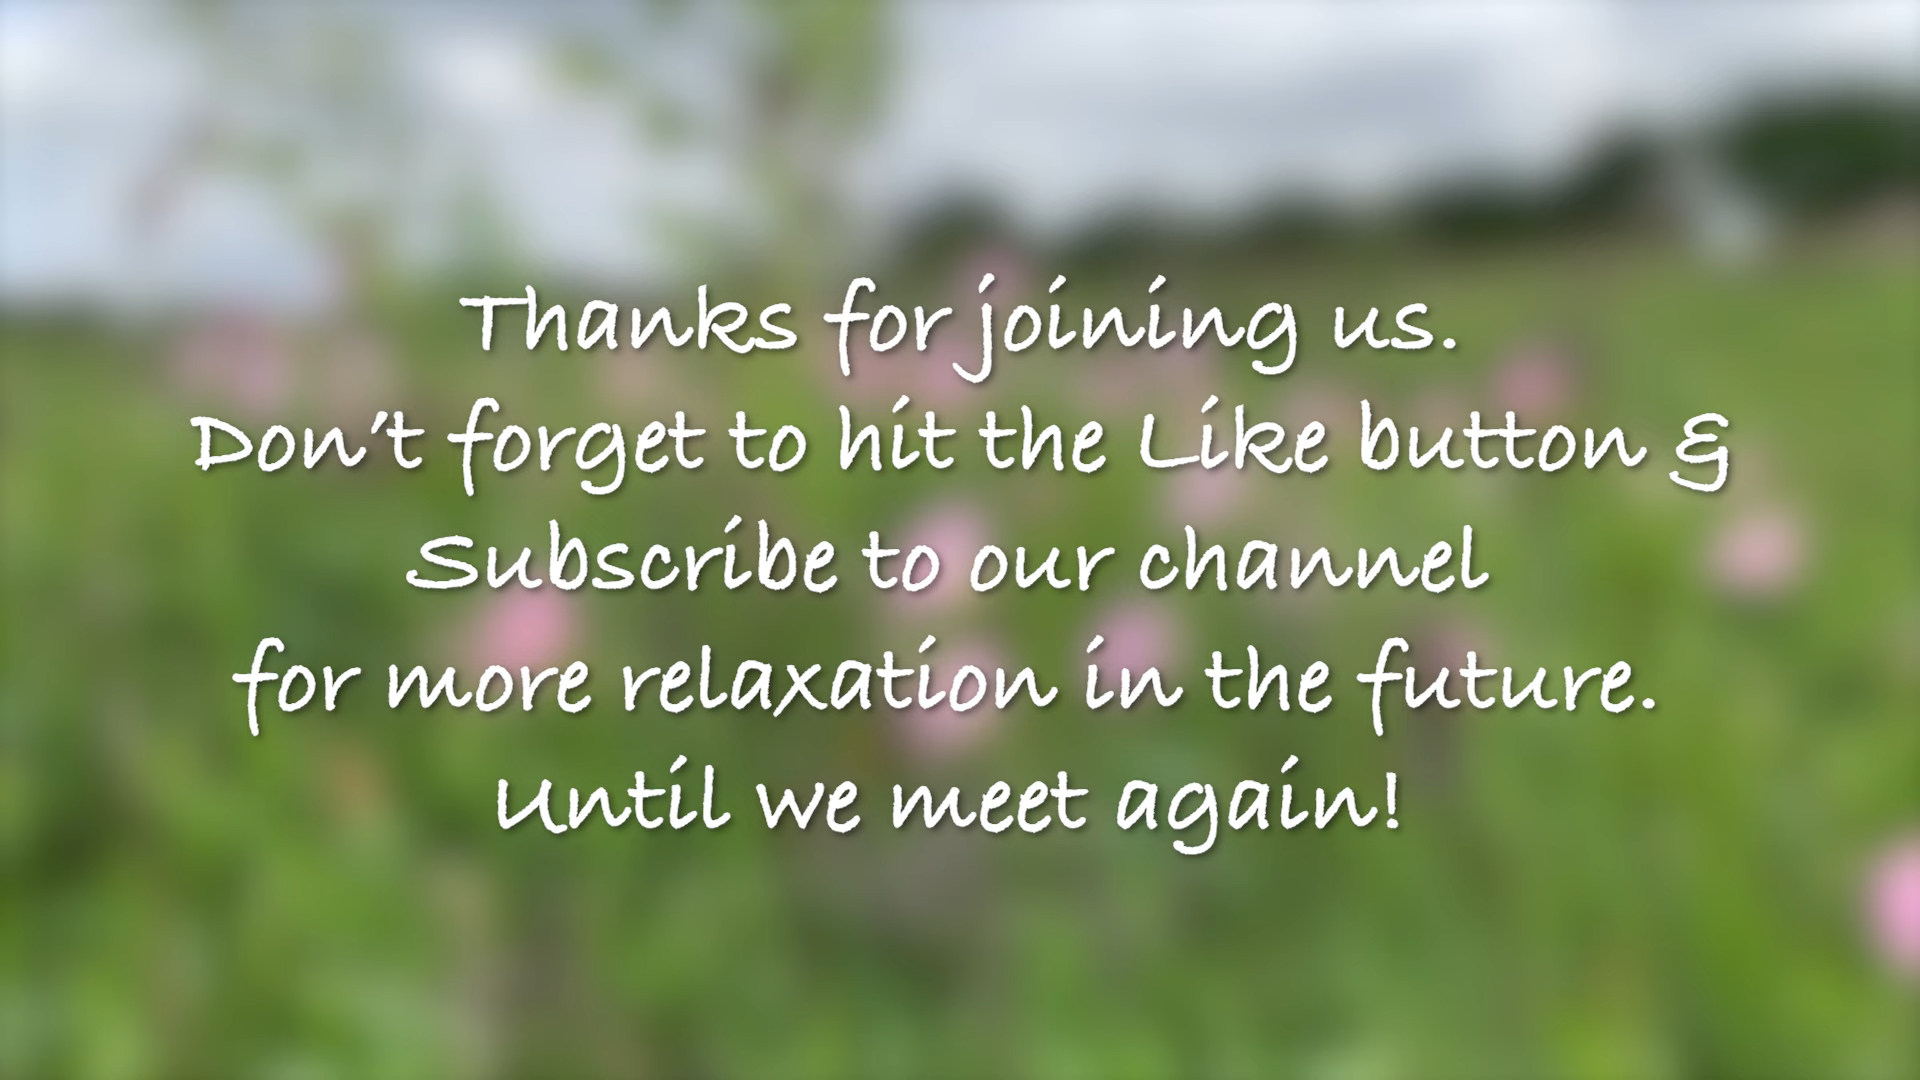 Thanks for joining us.
Don't forget to hit the Like button &
Subscribe to our channel
for more relaxation in the future.
Until we meet again!